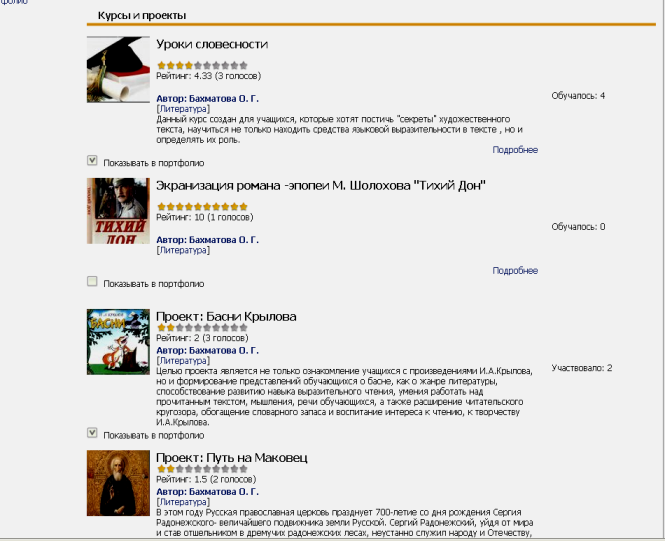 фолио
Курсы и проекты
Уроки словесности
Рейтинг: 4.33 (3 голосов)
Обучалось: 4
Автор: Бахматова О. Г.
[Литература]
Данный курс создан для учащихся, которые хотят постичь "секреты" художественного
текста, научиться не только находить средства языковой выразительности в тексте , но и
определять их роль.
Подробнее
Показывать в портфолио
Экранизация романа -эпопеи М. Шолохова "Тихий Дон"
ТИХИЙ
ДОН
Рейтинг: 10 (1 голосов)
Обучалось: 0
Автор: Бахматова О. Г.
[Литература]
Подробнее
Показывать в портфолио
Проект: Басни Крылова
БАСНИ
Рейтинг: 2 (3 голосов)
Автор: Бахматова О. Г.
[Литература]
Участвовало: 2
Целью проекта является не только ознакомление учащихся с произведениями И.А.Крылова,
но и формирование представлений обучающихся о басне, как о жанре литературы,
способствование развитию навыка выразительного чтения, умения работать над
прочитанным текстом, мышления, речи обучающихся, а также расширение читательского
кругозора, обогащение словарного запаса и воспитание интереса к чтению, к творчеству
И.А.Крылова.
Показывать в портфолио
Проект: Путь на Маковец
Рейтинг: 1.5 (2 голосов)
Автор: Бахматова О. Г.
[Литература]
В этом году Русская православная церковь празднует 700-летие со дня рождения Сергия
Радонежского- величайшего подвижника земли Русской. Сергий Радонежский, уйдя от мира
и став отшельником в дремучих радонежских лесах, неустанно служил народу и Отечеству,